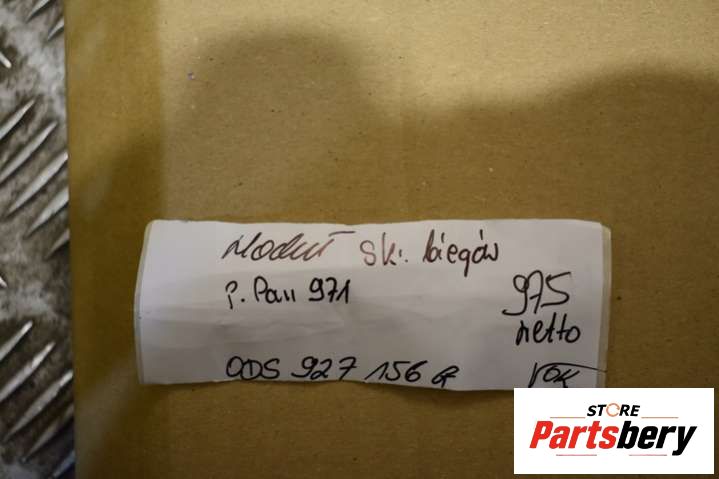 Moduł sk. biegów
P. Pan 971
975
netto
0DS 927 156 G
VOK
STORE
Partsbery